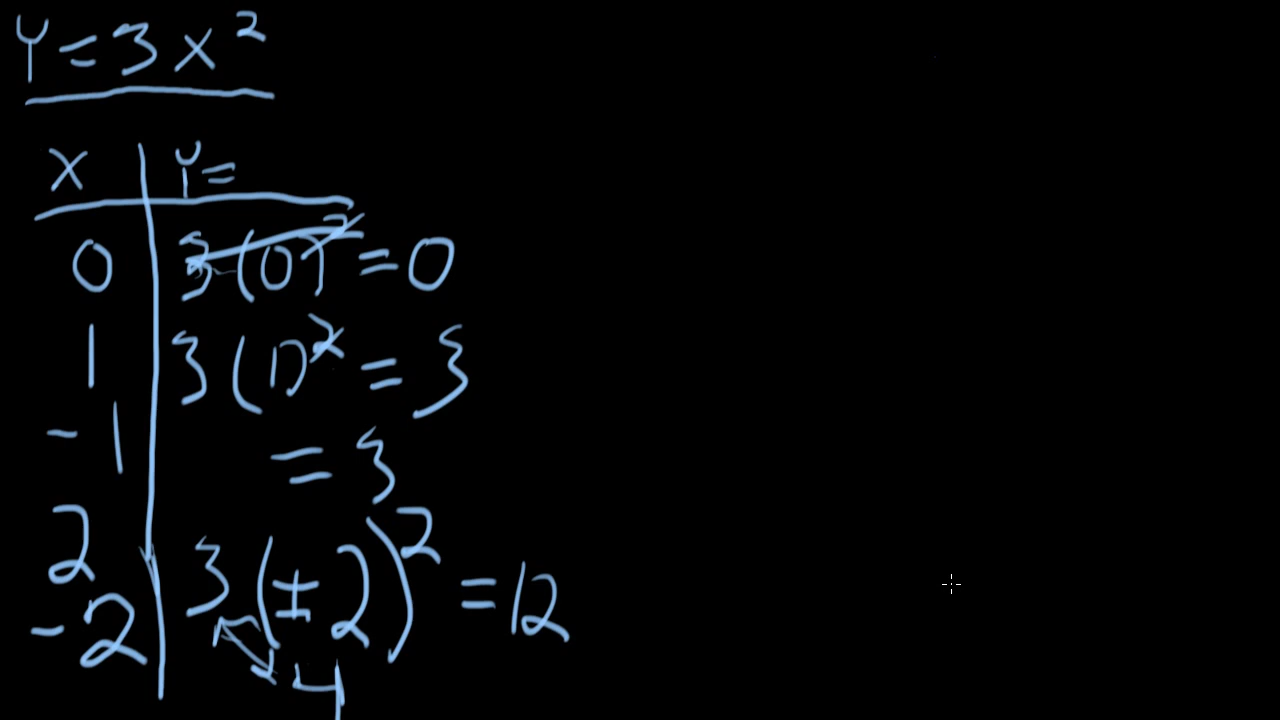 Y = 3x²
X Y =
0 3(0)² = 0
1 3(1)² = 3
-1 = 3
2 3(±2)² = 12
-2
4